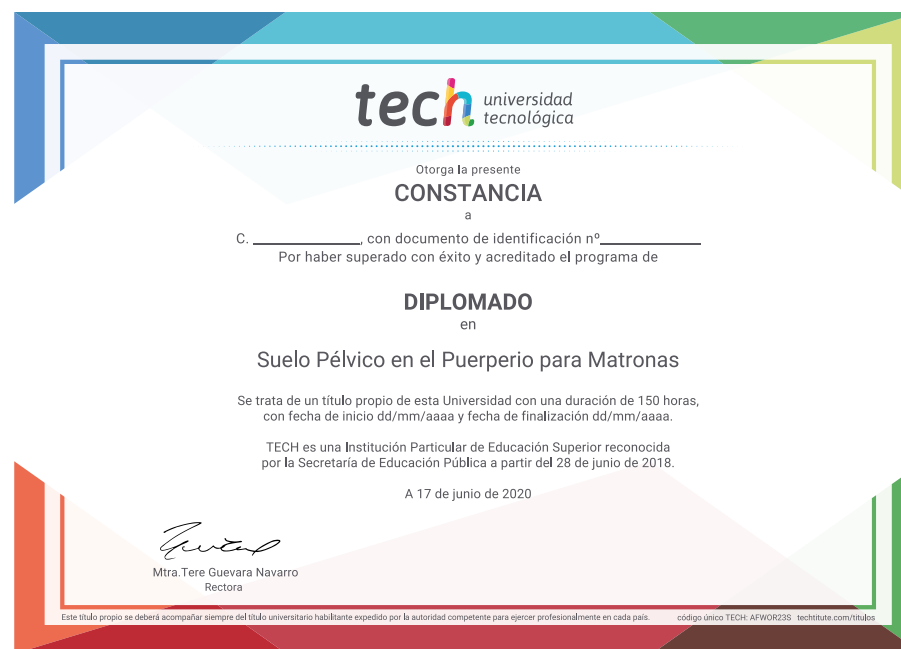 tech universidad
tecnológica
Otorga la presente
CONSTANCIA
a
C. ______________, con documento de identificación nº_____________
Por haber superado con éxito y acreditado el programa de
DIPLOMADO
en
Suelo Pélvico en el Puerperio para Matronas
Se trata de un título propio de esta Universidad con una duración de 150 horas,
con fecha de inicio dd/mm/aaaa y fecha de finalización dd/mm/aaaa.
TECH es una Institución Particular de Educación Superior reconocida
por la Secretaría de Educación Pública a partir del 28 de junio de 2018.
A 17 de junio de 2020
Mtra.Tere Guevara Navarro
Rectora
Este título propio se deberá acompañar siempre del título universitario habilitante expedido por la autoridad competente para ejercer profesionalmente en cada país. código único TECH: AFWOR23S techtitute.com/titulos